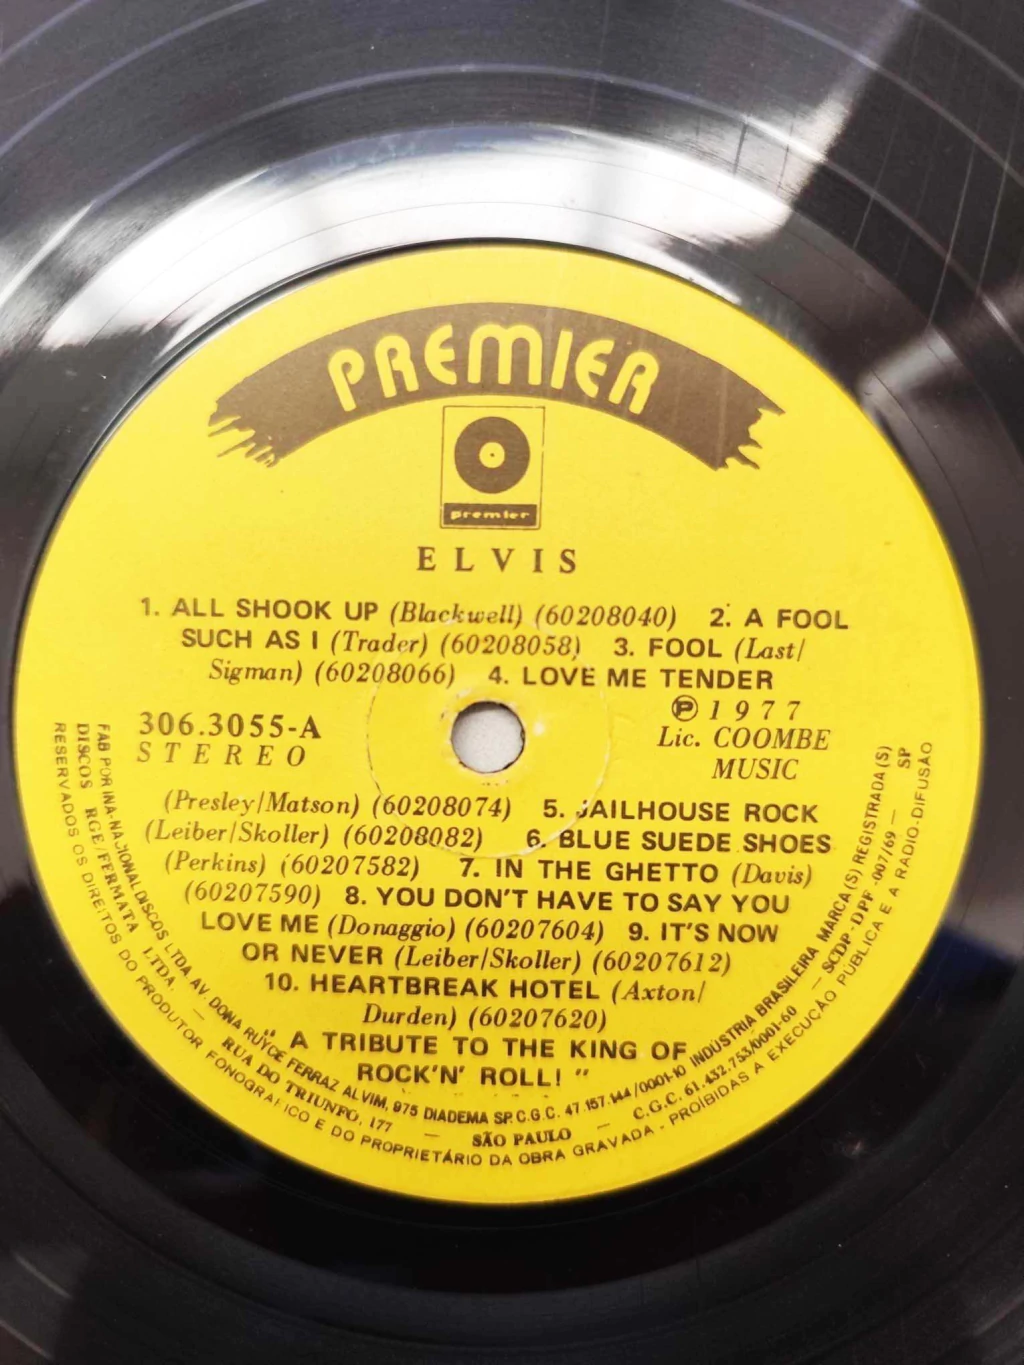 PREMIER
premier
ELVIS
1. ALL SHOOK UP (Blackwell) (60208040) 2. A FOOL
SUCH AS I (Trader) (60208058) 3. FOOL (Last/
Sigman) (60208066) 4. LOVE ME TENDER
306.3055-A
STEREO
℗ 1977
Lic. COOMBE
MUSIC
(Presley/Matson) (60208074) 5. JAILHOUSE ROCK
(Leiber/Skoller) (60208082) 6. BLUE SUEDE SHOES
(Perkins) (60207582) 7. IN THE GHETTO (Davis)
(60207590) 8. YOU DON'T HAVE TO SAY YOU
LOVE ME (Donaggio) (60207604) 9. IT'S NOW
OR NEVER (Leiber/Skoller) (60207612)
10. HEARTBREAK HOTEL (Axton/
Durden) (60207620)
" A TRIBUTE TO THE KING OF
ROCK'N' ROLL! "
FAB POR INA-NACIONAL DISCOS LTDA AV. DONA RUYCE FERRAZ ALVIM, 975 DIADEMA SP. C.G.C. 47.157.144/0001-10 INDÚSTRIA BRASILEIRA MARCA(S) REGISTRADA(S)
DISCOS RGE/FERMATA LTDA. – RUA DO TRIUNFO, 177 – SÃO PAULO – C.G.C. 61.432.753/0001-60 – SCDP-DPF-007/69 – SP
RESERVADOS OS DIREITOS DO PRODUTOR FONOGRÁFICO E DO PROPRIETÁRIO DA OBRA GRAVADA - PROIBIDAS A EXECUÇÃO PÚBLICA E A RADIO-DIFUSÃO